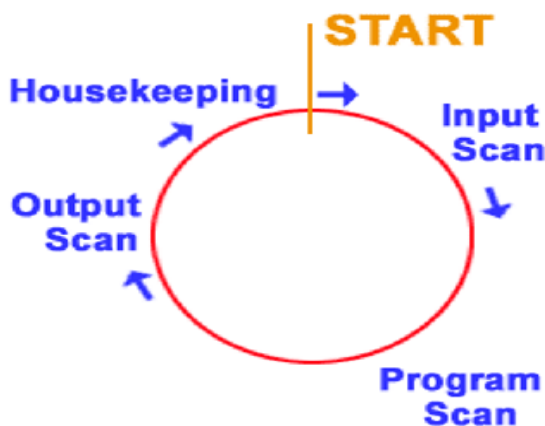 START
Housekeeping
Input
Scan
Output
Scan
Program
Scan